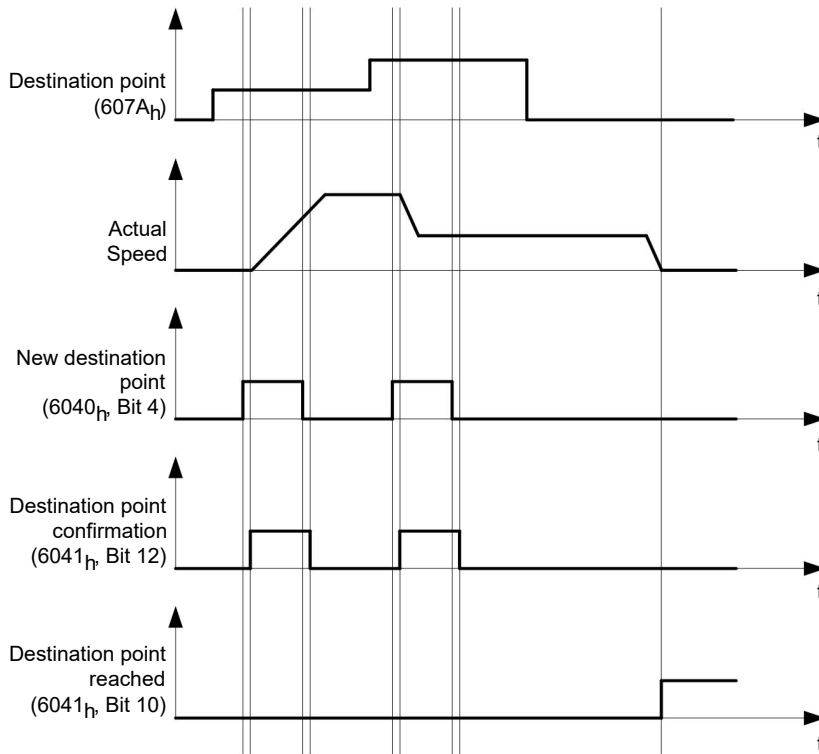 Destination point
(607Ah)
t
Actual
Speed
t
New destination
point
(6040h, Bit 4)
t
Destination point
confirmation
(6041h, Bit 12)
t
Destination point
reached
(6041h, Bit 10)
t